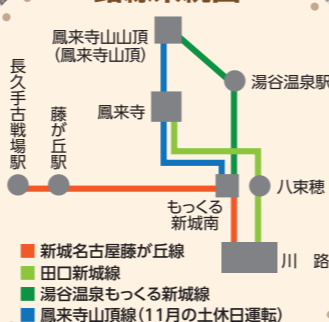 鳳来寺山山頂
(鳳来寺山頂)
湯谷温泉駅
長久手古戦場駅
藤が丘駅
鳳来寺
もっくる
新城南
八束穂
川 路
新城名古屋藤が丘線
田口新城線
湯谷温泉もっくる新城線
鳳来寺山頂線(11月の土休日運転)